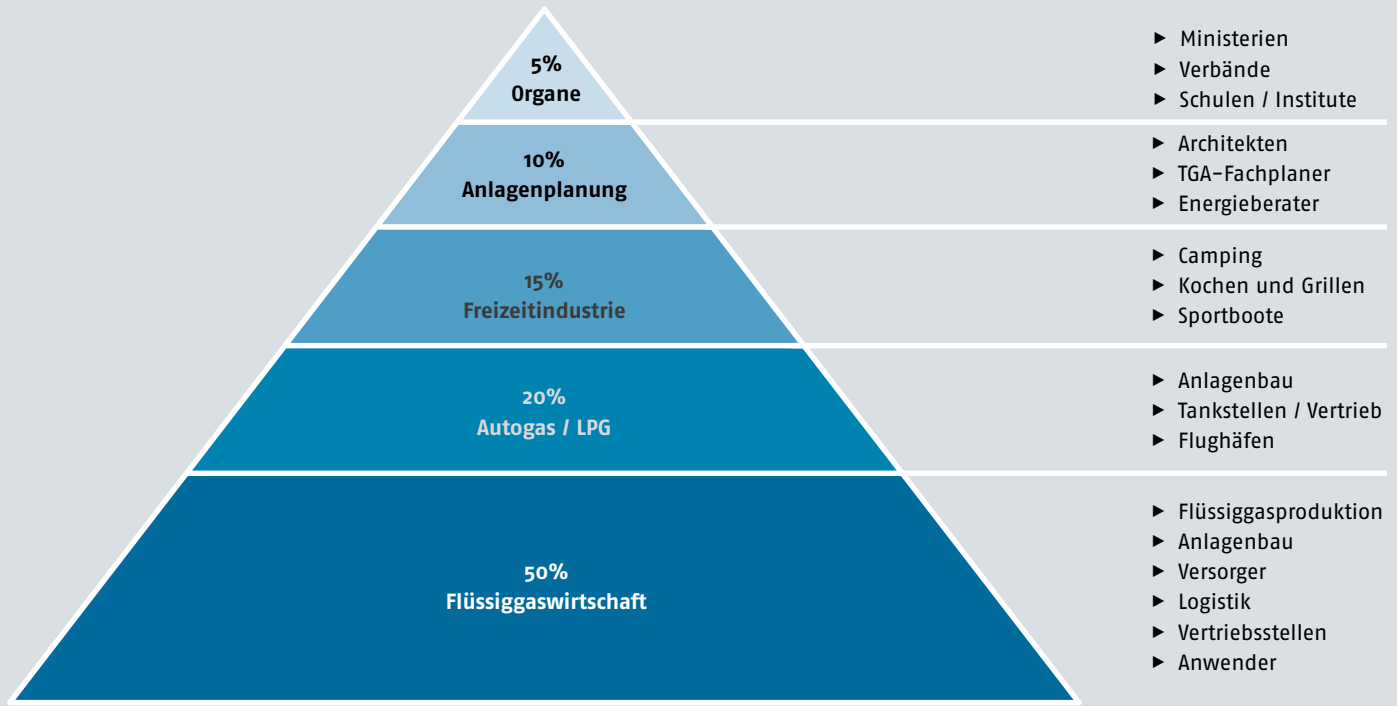 5%
Organe
► Ministerien
► Verbände
► Schulen / Institute
10%
Anlagenplanung
► Architekten
► TGA-Fachplaner
► Energieberater
15%
Freizeitindustrie
► Camping
► Kochen und Grillen
► Sportboote
20%
Autogas / LPG
► Anlagenbau
► Tankstellen / Vertrieb
► Flughäfen
50%
Flüssiggaswirtschaft
► Flüssiggasproduktion
► Anlagenbau
► Versorger
► Logistik
► Vertriebsstellen
► Anwender